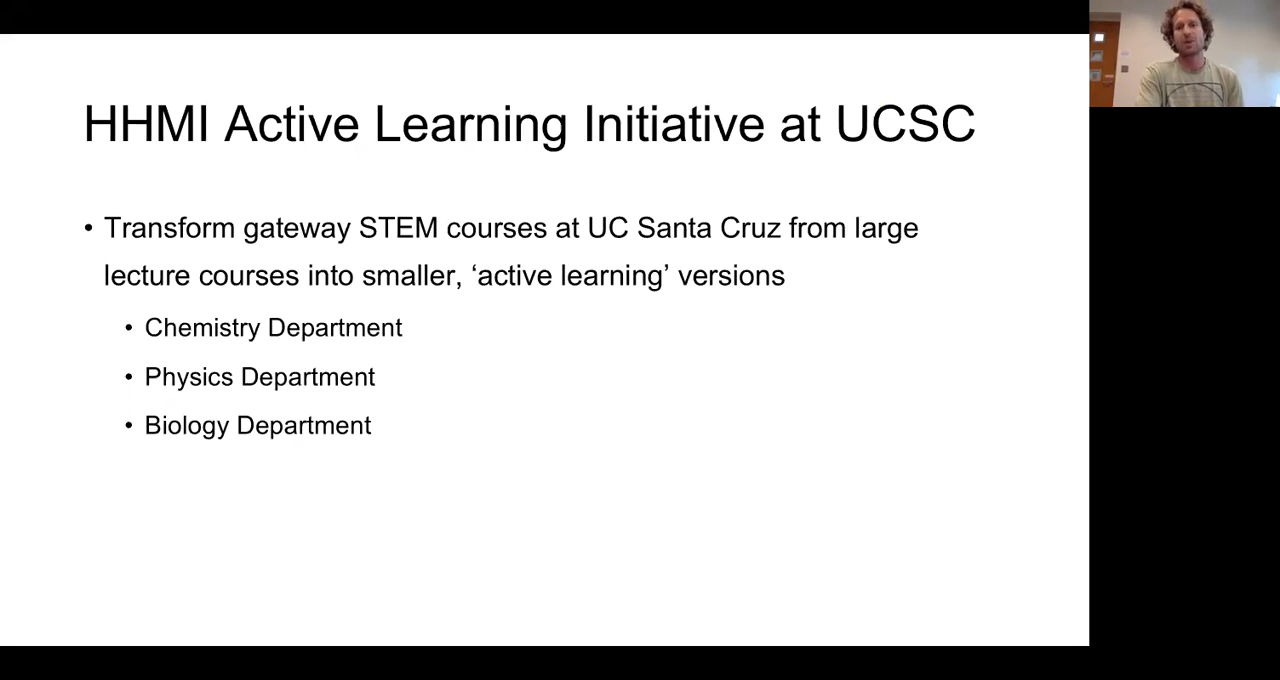 HHMI Active Learning Initiative at UCSC
• Transform gateway STEM courses at UC Santa Cruz from large
lecture courses into smaller, ‘active learning’ versions
• Chemistry Department
• Physics Department
• Biology Department